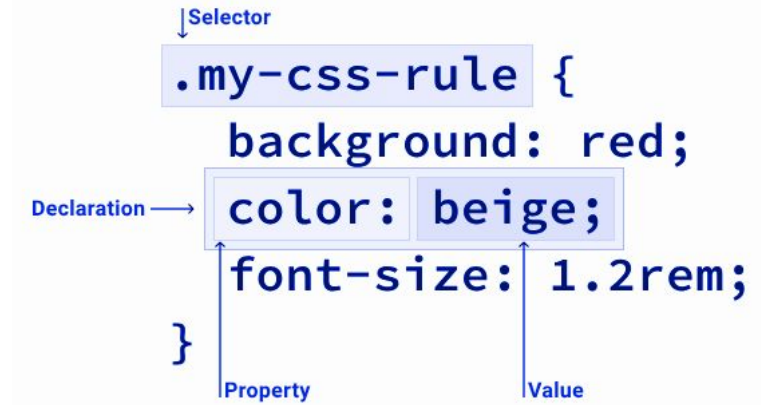 Selector
.my-css-rule {
background: red;
Declaration
color: beige;
font-size: 1.2rem;
}
Property
Value